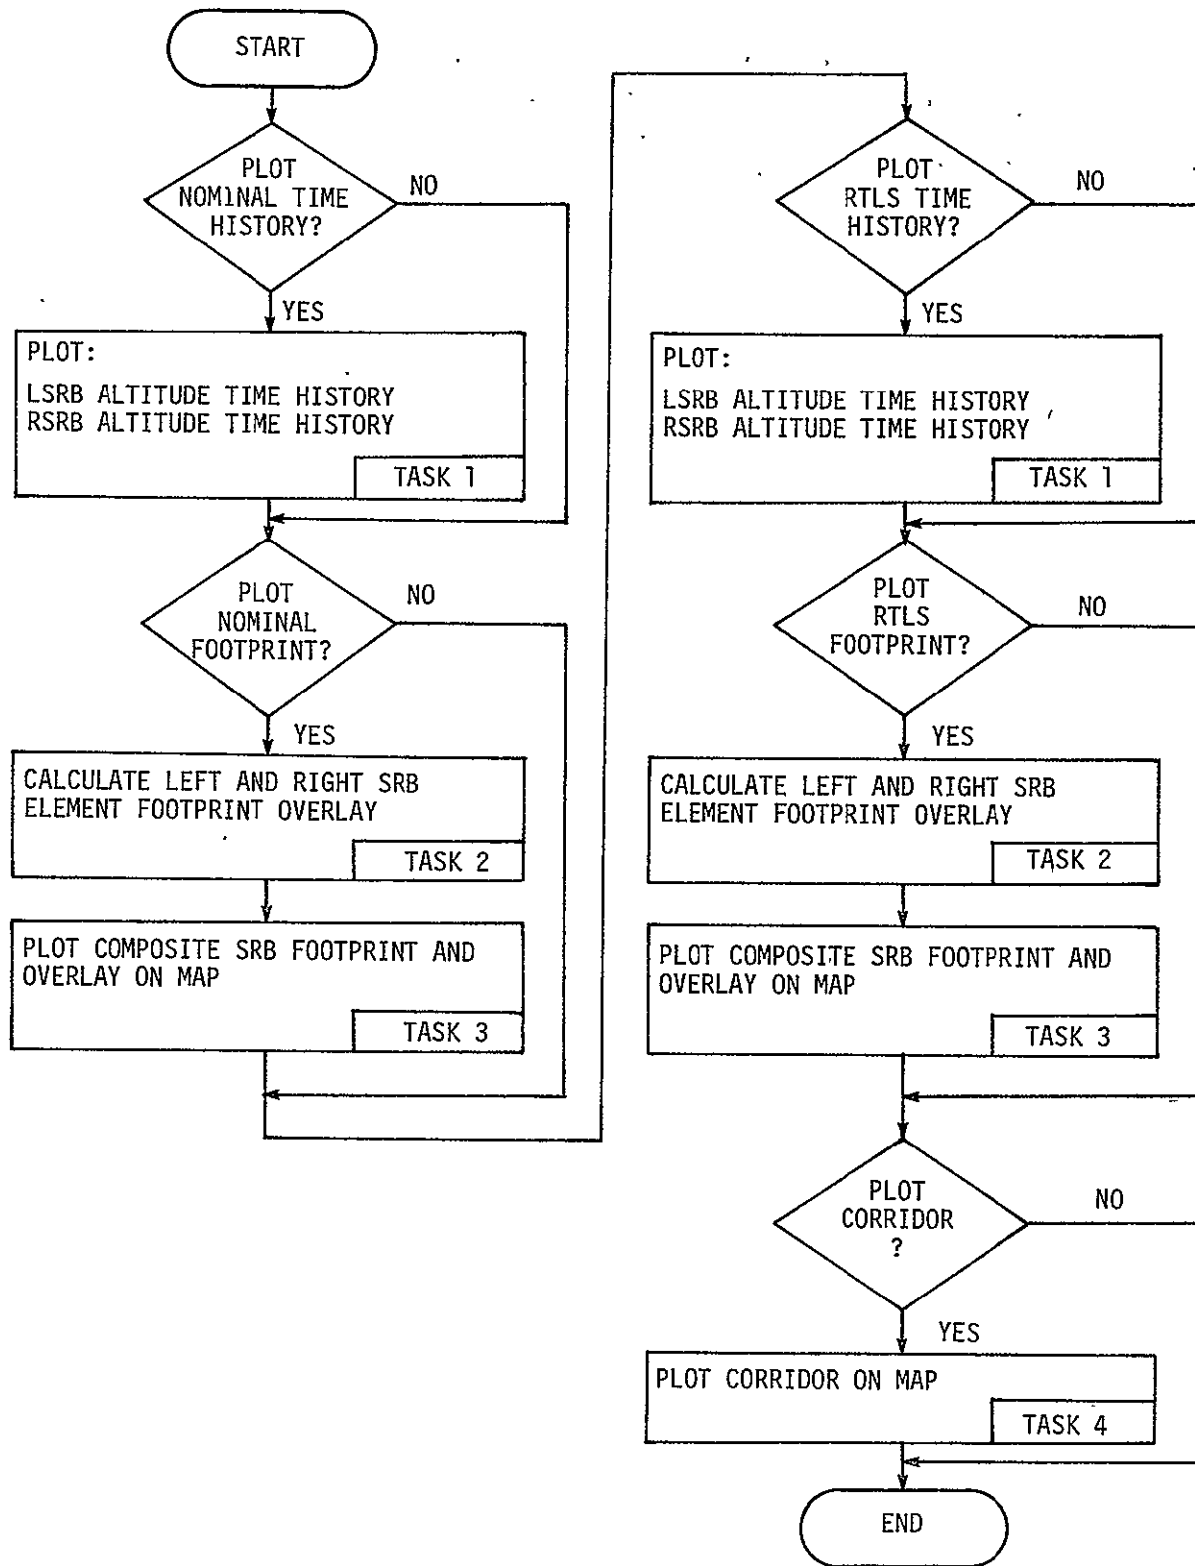 START
PLOT
NOMINAL TIME
HISTORY?
NO
YES
PLOT:
LSRB ALTITUDE TIME HISTORY
RSRB ALTITUDE TIME HISTORY
TASK 1
PLOT
NOMINAL
FOOTPRINT?
NO
YES
CALCULATE LEFT AND RIGHT SRB
ELEMENT FOOTPRINT OVERLAY
TASK 2
PLOT COMPOSITE SRB FOOTPRINT AND
OVERLAY ON MAP
TASK 3
PLOT
RTLS TIME
HISTORY?
NO
YES
PLOT:
LSRB ALTITUDE TIME HISTORY
RSRB ALTITUDE TIME HISTORY
TASK 1
PLOT
RTLS
FOOTPRINT?
NO
YES
CALCULATE LEFT AND RIGHT SRB
ELEMENT FOOTPRINT OVERLAY
TASK 2
PLOT COMPOSITE SRB FOOTPRINT AND
OVERLAY ON MAP
TASK 3
PLOT
CORRIDOR
?
NO
YES
PLOT CORRIDOR ON MAP
TASK 4
END